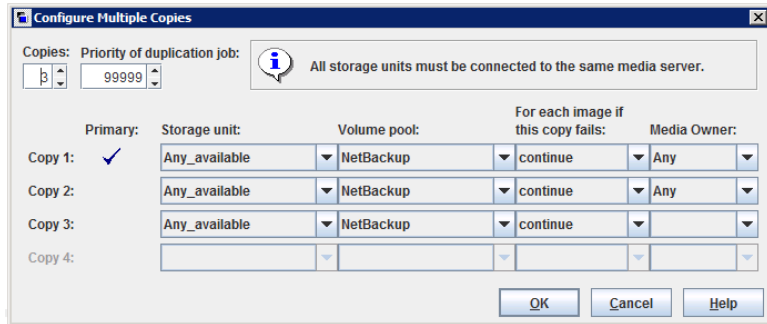 Configure Multiple Copies
Copies: Priority of duplication job:
3 99999
All storage units must be connected to the same media server.
For each image if
Primary: Storage unit: Volume pool: this copy fails: Media Owner:
Copy 1: Any_available NetBackup continue Any
Copy 2: Any_available NetBackup continue Any
Copy 3: Any_available NetBackup continue
Copy 4:
OK Cancel Help